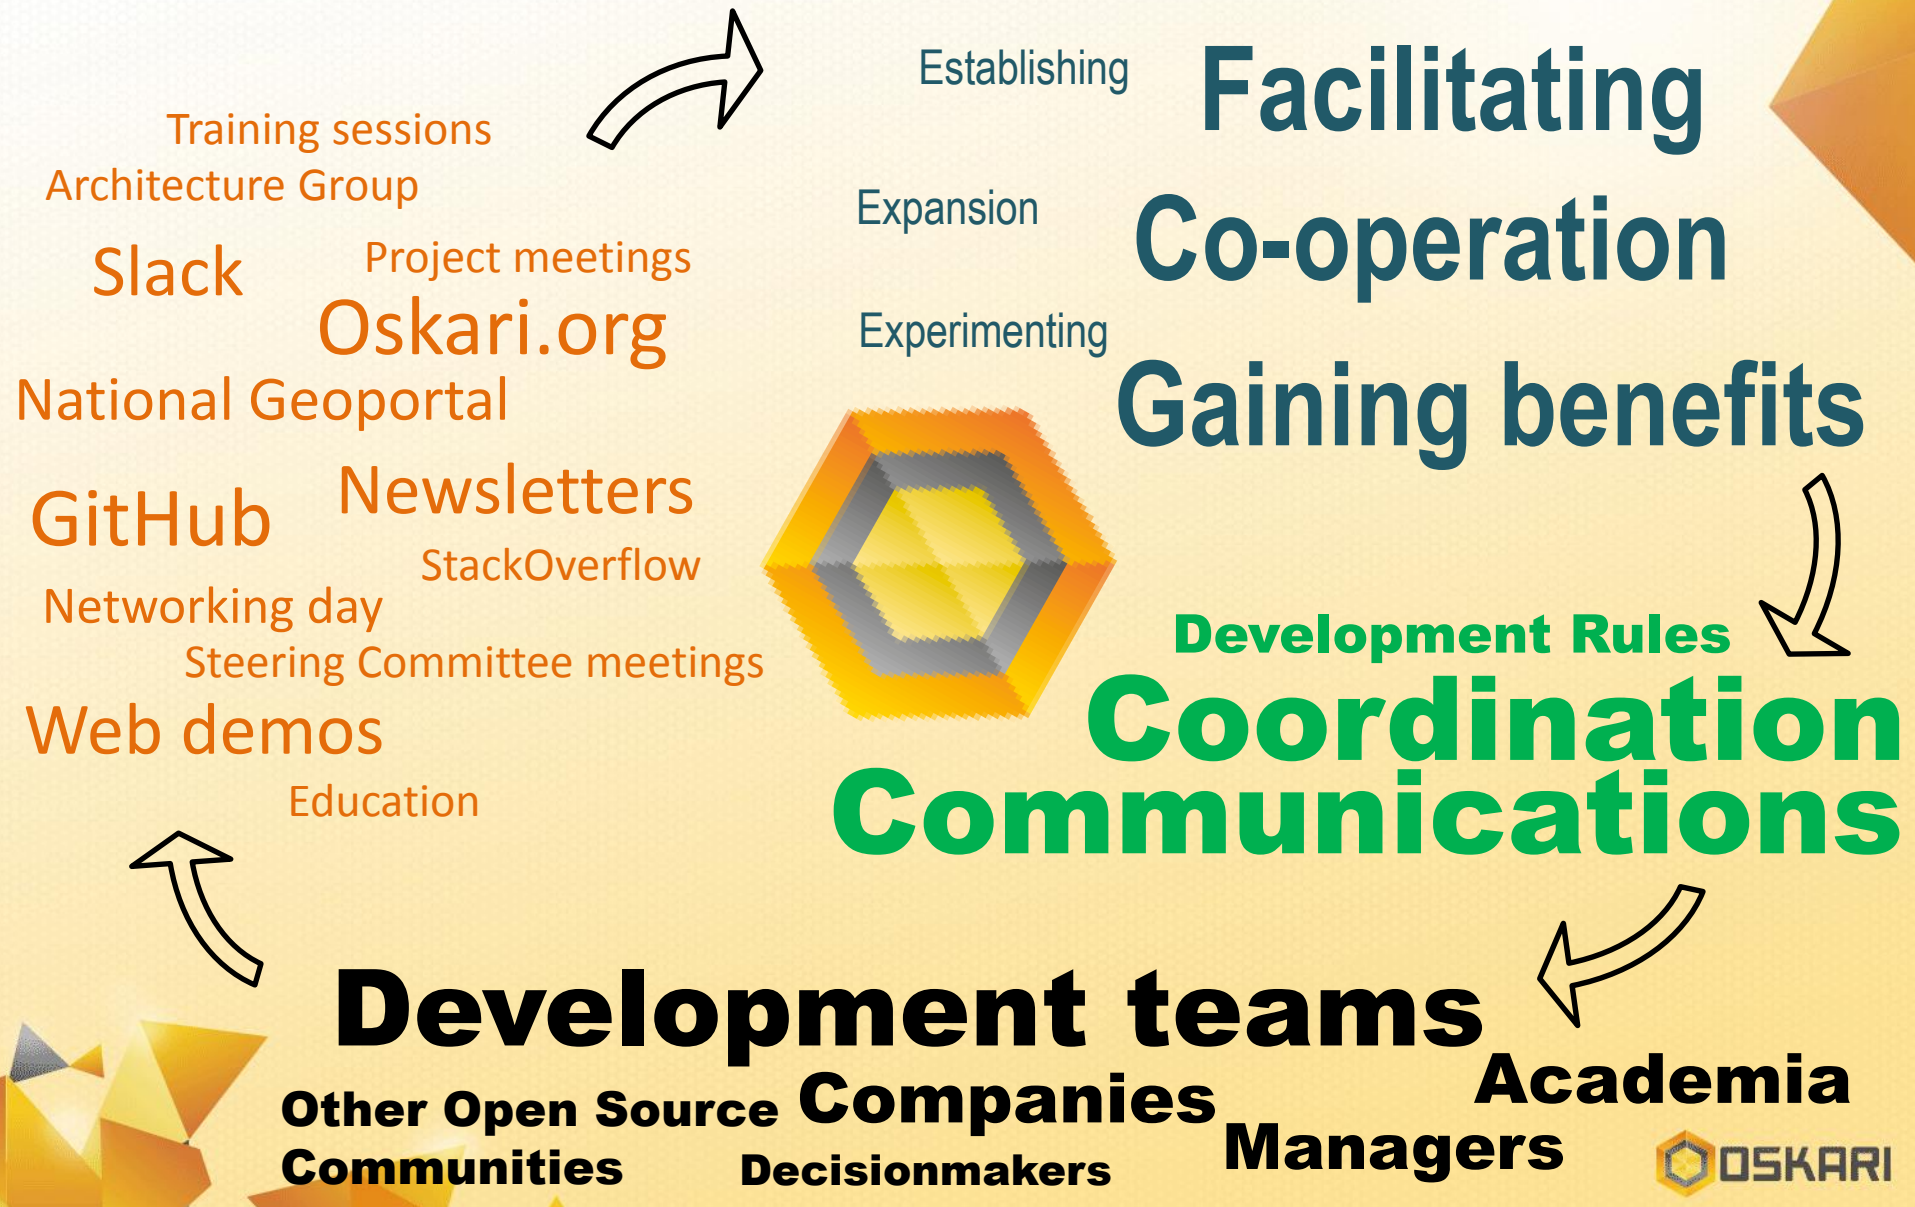 Training sessions
Architecture Group
Slack
Project meetings
Oskari.org
National Geoportal
GitHub
Newsletters
StackOverflow
Networking day
Steering Committee meetings
Web demos
Education
Establishing
Facilitating
Expansion
Co-operation
Experimenting
Gaining benefits
Development Rules
Coordination
Communications
Development teams
Other Open Source
Communities
Companies
Decisionmakers
Managers
Academia
OSKARI